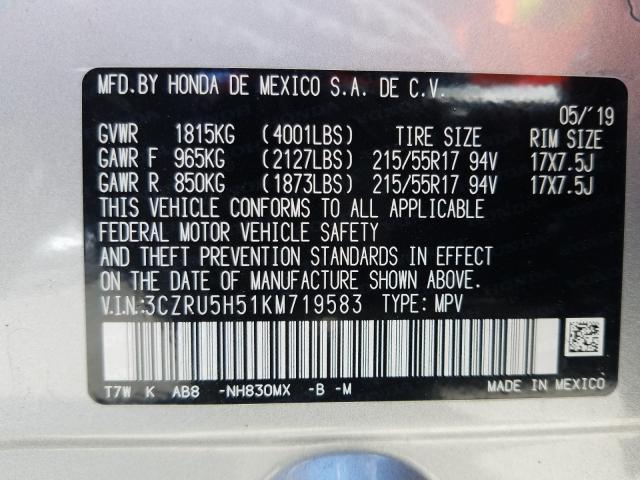 MFD.BY HONDA DE MEXICO S.A. DE C.V.
05/'19
GVWR 1815KG (4001LBS) TIRE SIZE RIM SIZE
GAWR F 965KG (2127LBS) 215/55R17 94V 17X7.5J
GAWR R 850KG (1873LBS) 215/55R17 94V 17X7.5J
THIS VEHICLE CONFORMS TO ALL APPLICABLE
FEDERAL MOTOR VEHICLE SAFETY
AND THEFT PREVENTION STANDARDS IN EFFECT
ON THE DATE OF MANUFACTURE SHOWN ABOVE.
V.I.N.:3CZRU5H51KM719583 TYPE: MPV
T7W K AB8 -NH830MX -B -M
MADE IN MEXICO